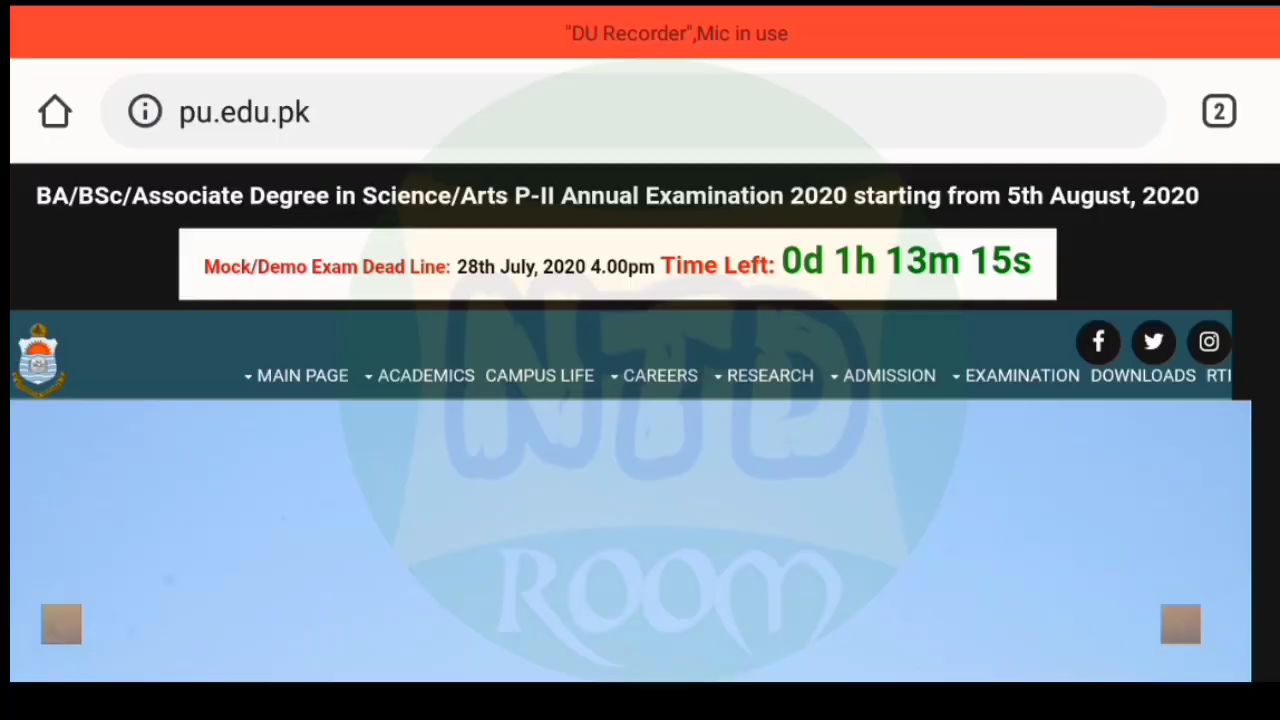 "DU Recorder",Mic in use
pu.edu.pk
2
BA/BSc/Associate Degree in Science/Arts P-II Annual Examination 2020 starting from 5th August, 2020
Mock/Demo Exam Dead Line: 28th July, 2020 4.00pm Time Left: 0d 1h 13m 15s
MAIN PAGE ACADEMICS CAMPUS LIFE CAREERS RESEARCH ADMISSION EXAMINATION DOWNLOADS RTI
NTD
ROOM